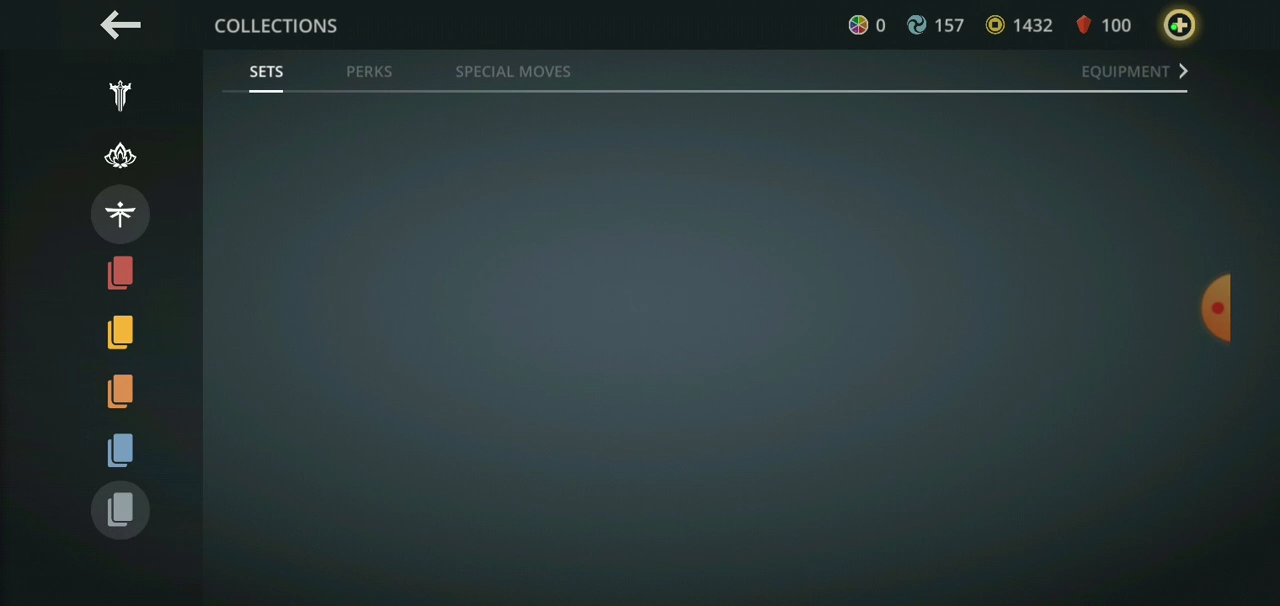 COLLECTIONS 0 157 1432 100
SETS PERKS SPECIAL MOVES EQUIPMENT